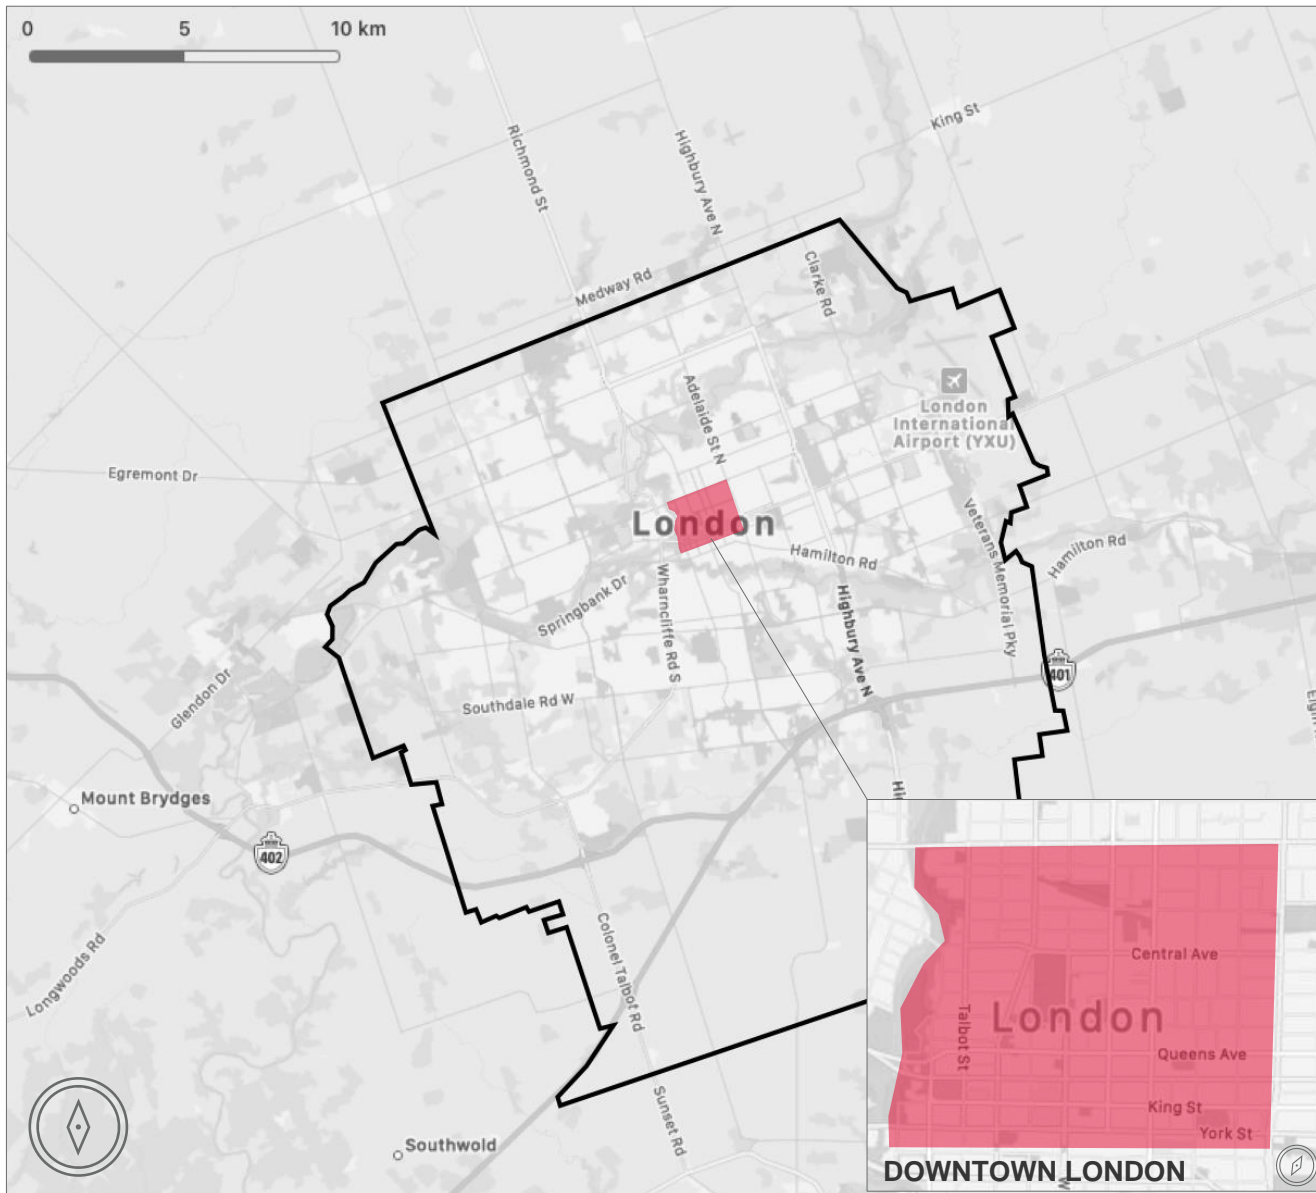 0 5 10 km
King St
Richmond St
Highbury Ave N
Medway Rd
Clarke Rd
Adelaide St N
London
International
Airport (YXU)
Egremont Dr
London
Hamilton Rd
Veterans Memorial Pky
Hamilton Rd
Springbank Dr
Wharncliffe Rd S
Highbury Ave N
401
Glendon Dr
Southdale Rd W
Mount Brydges
402
Longwoods Rd
Colonel Talbot Rd
Sunset Rd
Southwold
Central Ave
Talbot St
London
Queens Ave
King St
York St
DOWNTOWN LONDON